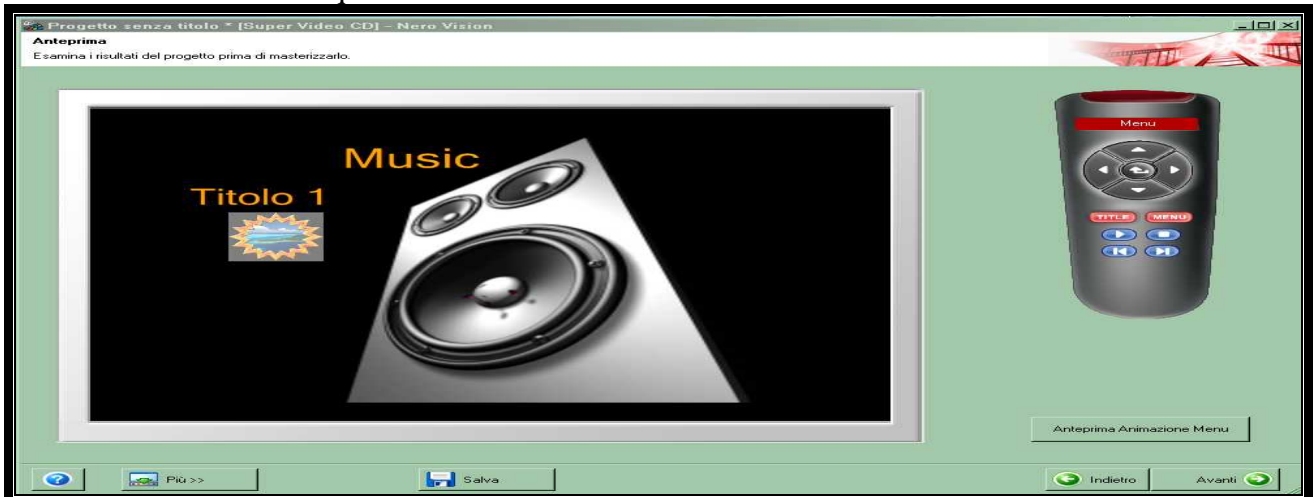 Progetto senza titolo * [Super Video CD] - Nero Vision
Anteprima
Esamina i risultati del progetto prima di masterizzarlo.
Menu
Music
Titolo 1
TITLE MENU
Anteprima Animazione Menu
Più >> Salva Indietro Avanti